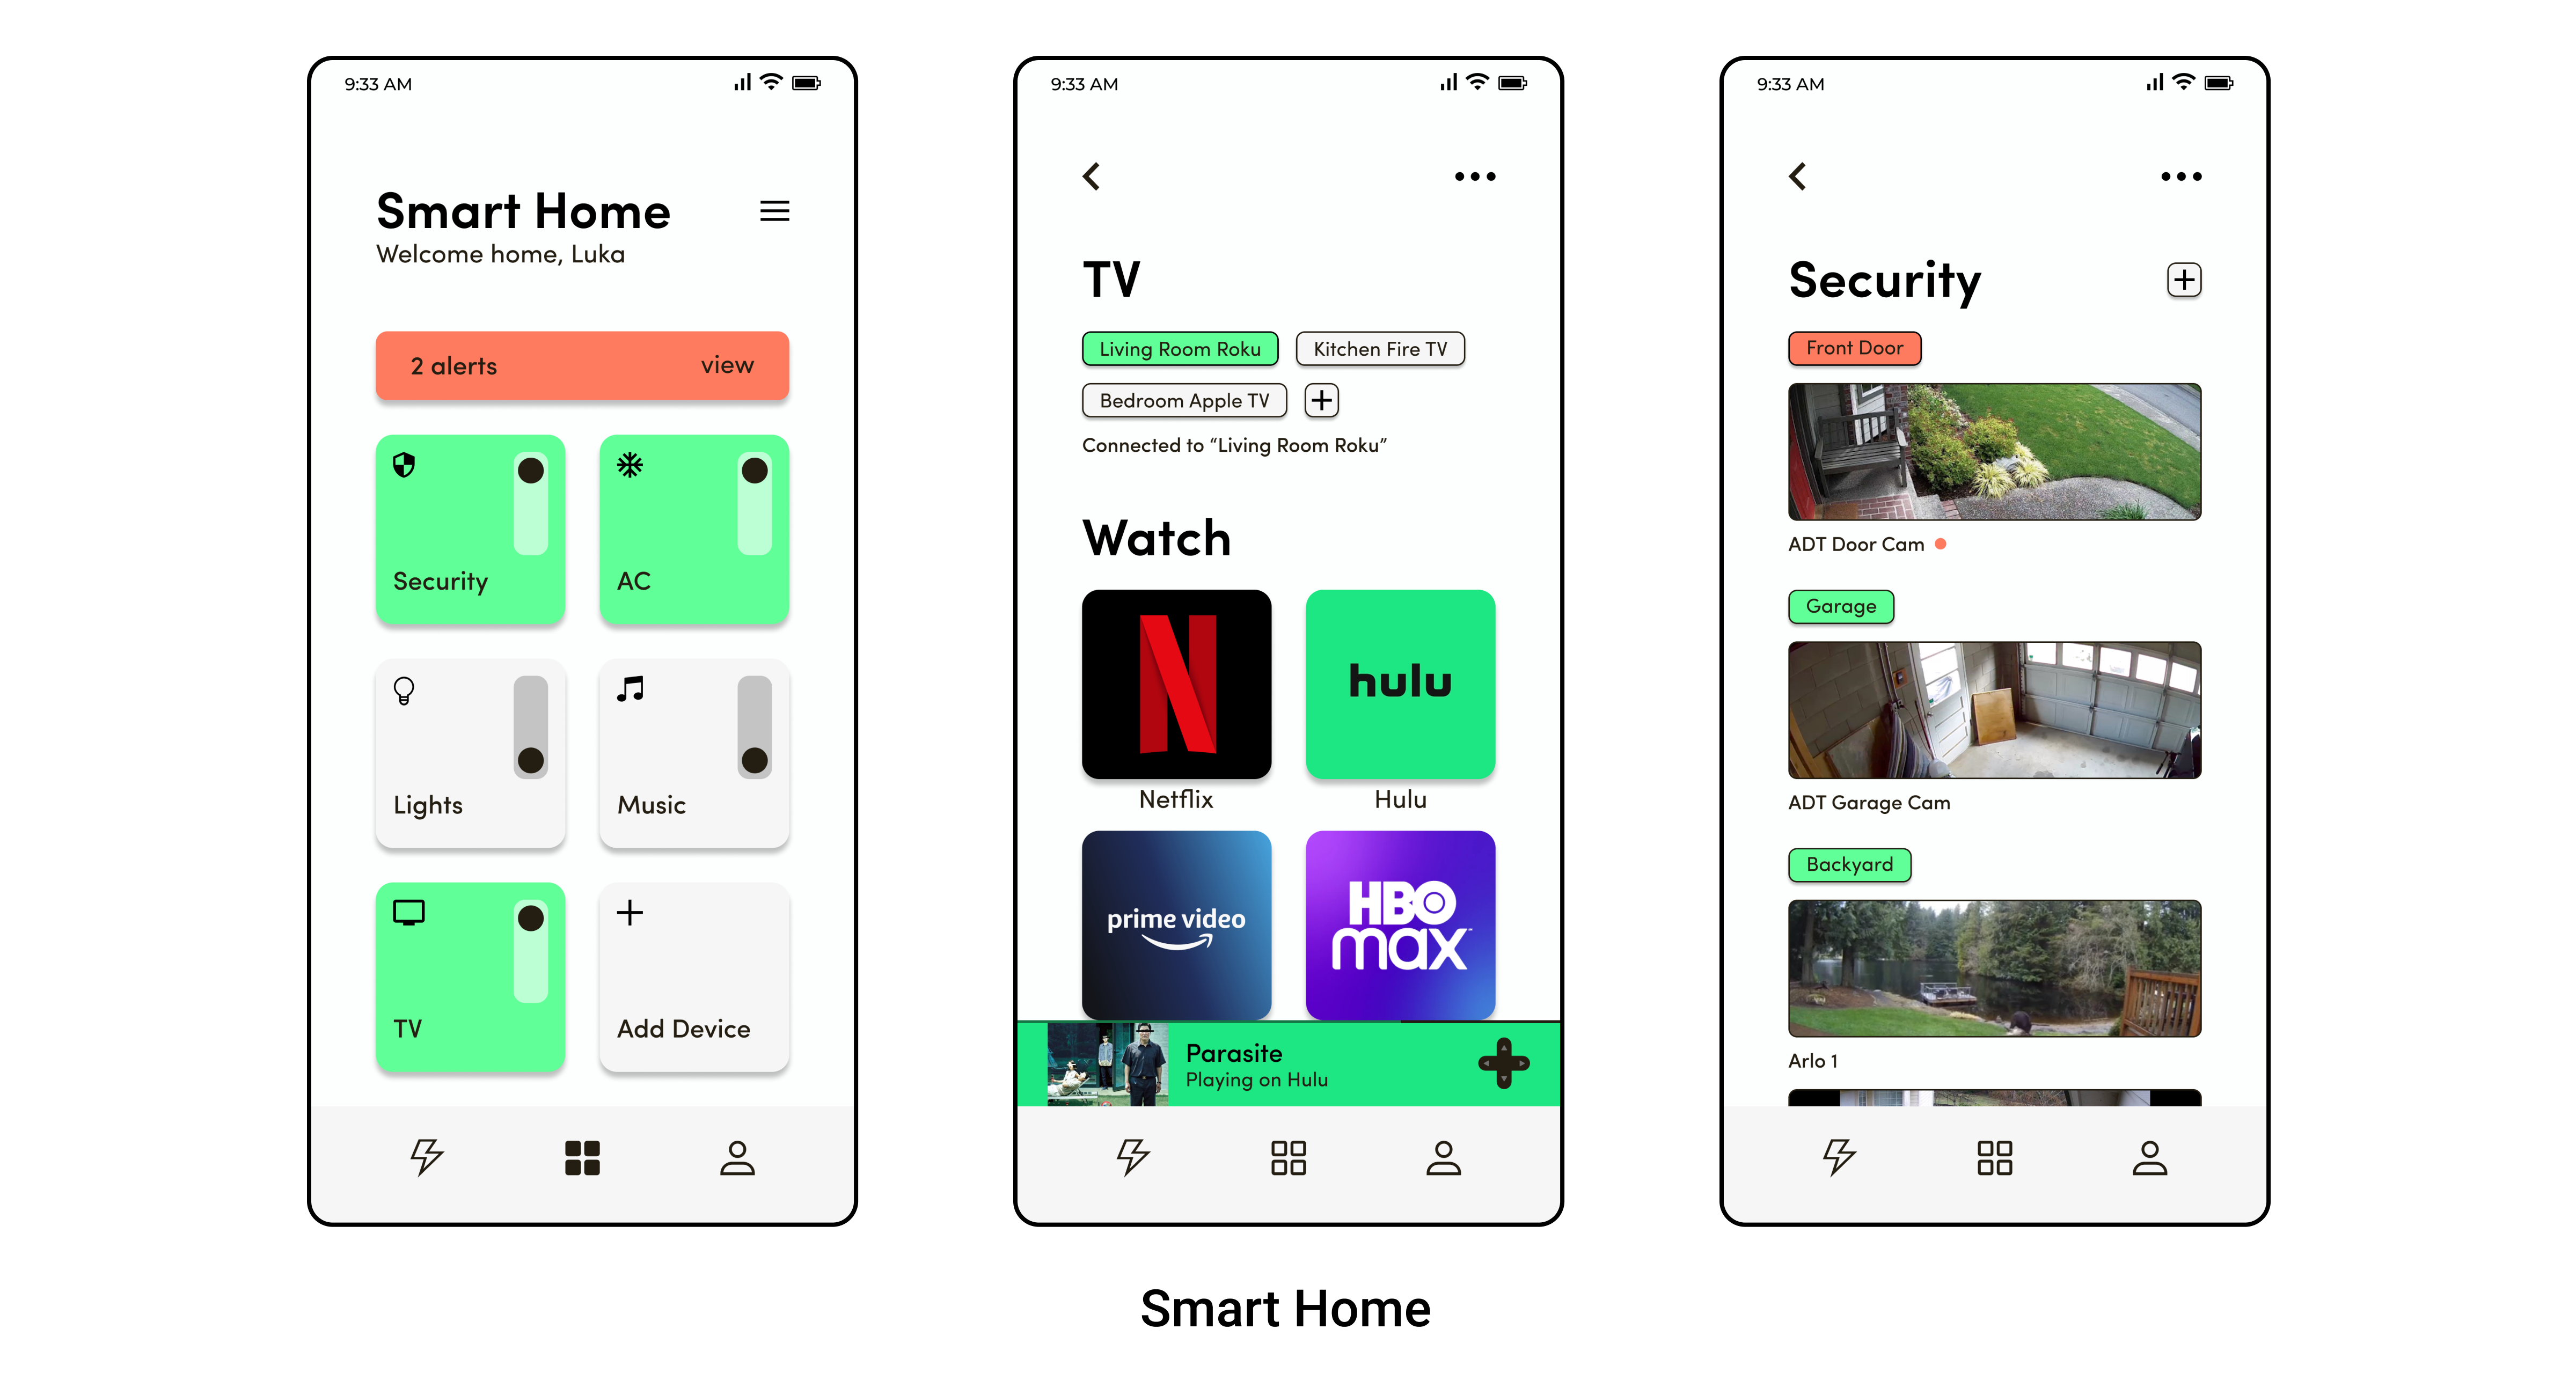 9:33 AM
Smart Home
Welcome home, Luka
2 alerts
view
Security
AC
Lights
Music
TV
Add Device
9:33 AM
TV
Living Room Roku
Kitchen Fire TV
Bedroom Apple TV
Connected to “Living Room Roku”
Watch
hulu
Netflix
Hulu
prime video
HBO
max
Parasite
Playing on Hulu
9:33 AM
Security
Front Door
ADT Door Cam
Garage
ADT Garage Cam
Backyard
Arlo 1
Smart Home